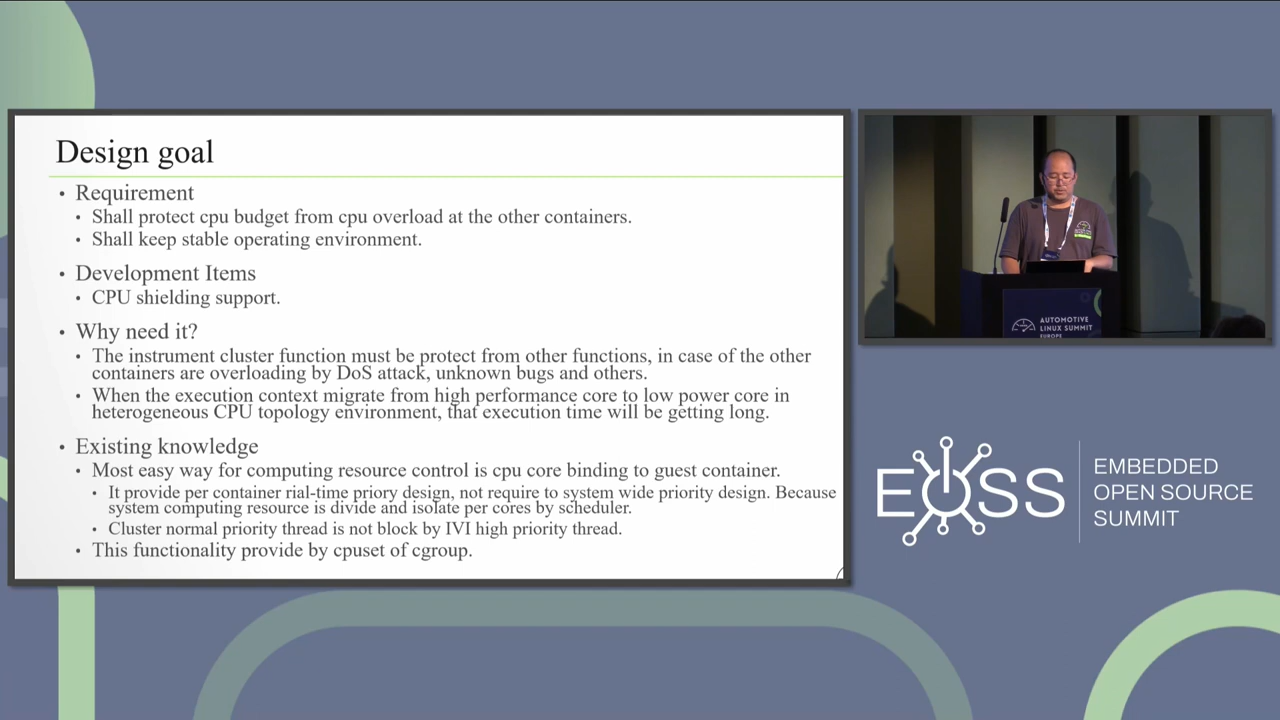 Design goal
• Requirement
• Shall protect cpu budget from cpu overload at the other containers.
• Shall keep stable operating environment.
• Development Items
• CPU shielding support.
• Why need it?
• The instrument cluster function must be protect from other functions, in case of the other
containers are overloading by DoS attack, unknown bugs and others.
• When the execution context migrate from high performance core to low power core in
heterogeneous CPU topology environment, that execution time will be getting long.
• Existing knowledge
• Most easy way for computing resource control is cpu core binding to guest container.
• It provide per container rial-time priory design, not require to system wide priority design. Because
system computing resource is divide and isolate per cores by scheduler.
• Cluster normal priority thread is not block by IVI high priority thread.
• This functionality provide by cpuset of cgroup.
AUTOMOTIVE
LINUX SUMMIT
EUROPE
EOSS
EMBEDDED
OPEN SOURCE
SUMMIT